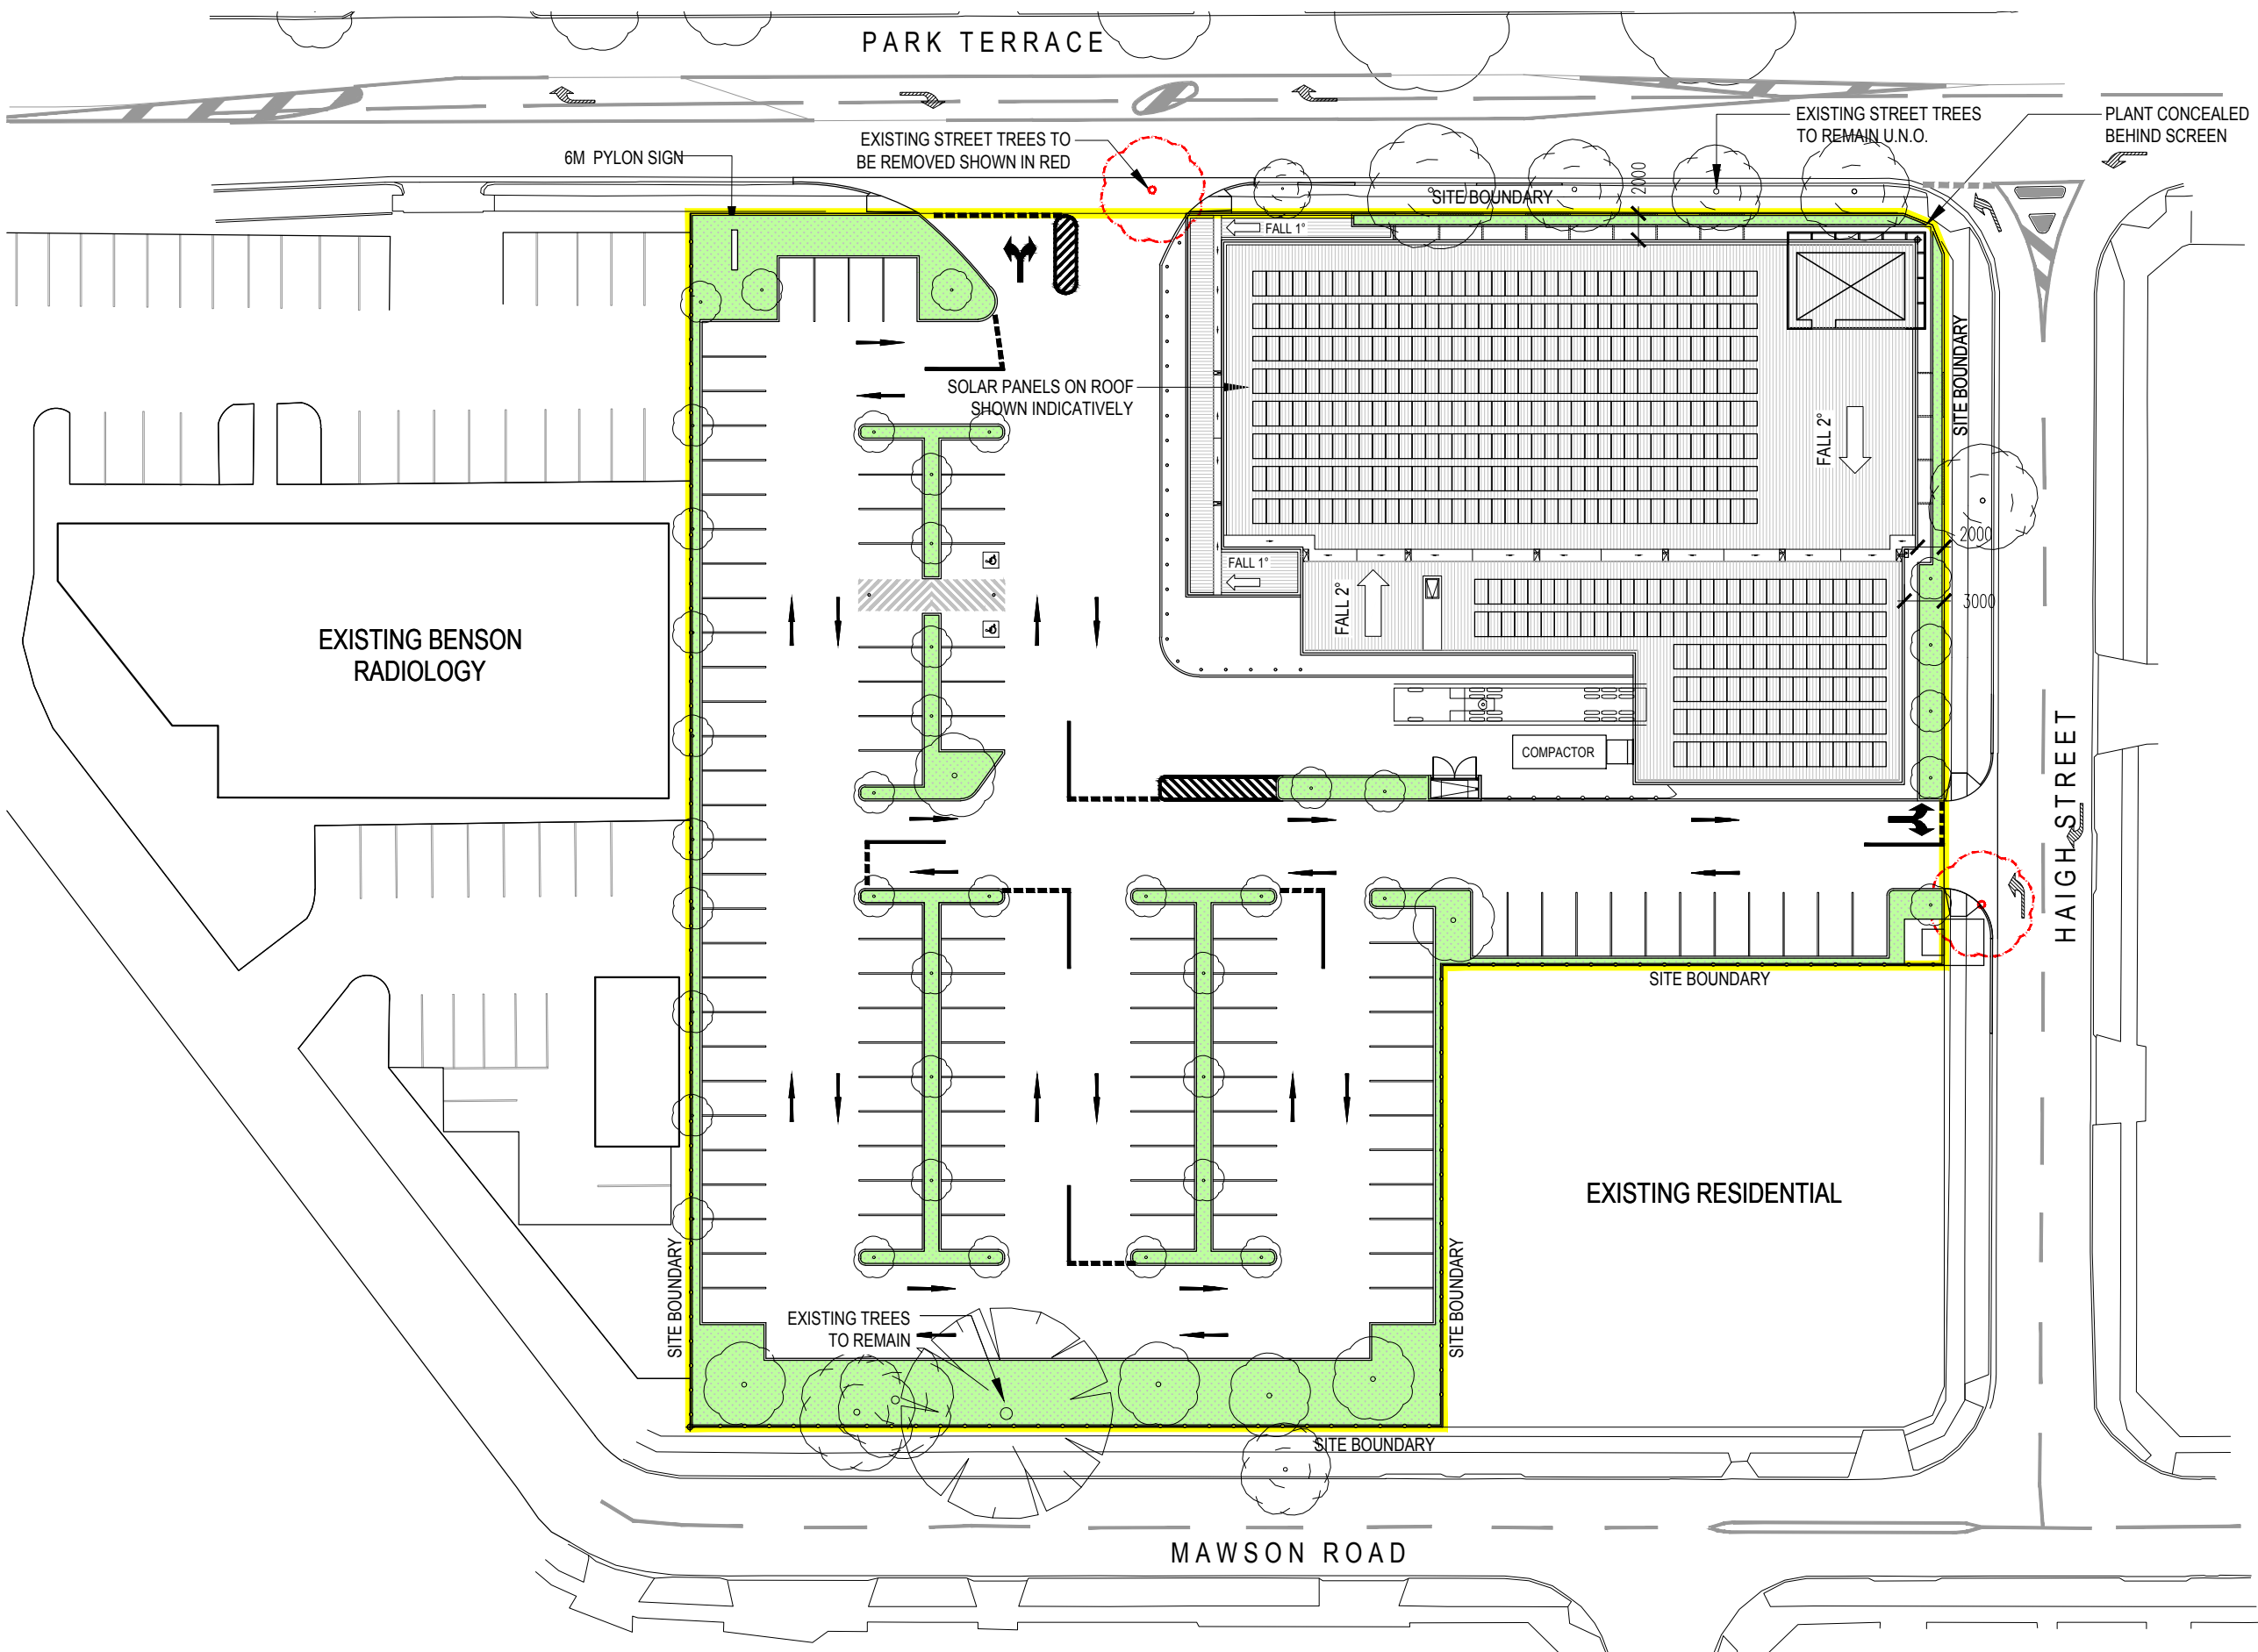 PARK TERRACE
EXISTING STREET TREES
TO REMAIN U.N.O.
PLANT CONCEALED
BEHIND SCREEN
EXISTING STREET TREES TO
BE REMOVED SHOWN IN RED
6M PYLON SIGN
SITE BOUNDARY
2000
FALL 1°
SITE BOUNDARY
SOLAR PANELS ON ROOF
SHOWN INDICATIVELY
FALL 2°
2000
FALL 1°
FALL 2°
3000
EXISTING BENSON
RADIOLOGY
COMPACTOR
HAIGH STREET
SITE BOUNDARY
EXISTING RESIDENTIAL
SITE BOUNDARY
SITE BOUNDARY
EXISTING TREES
TO REMAIN
SITE BOUNDARY
MAWSON ROAD